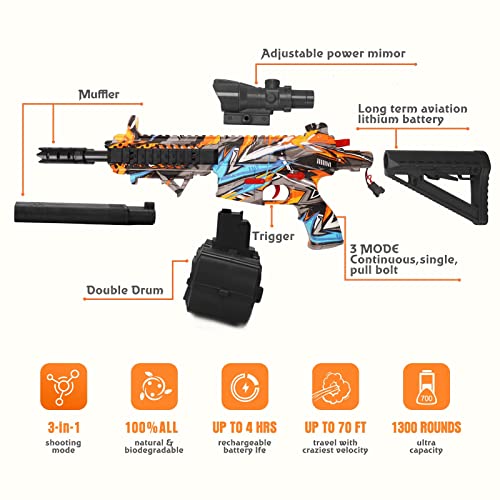 Adjustable power mimor
Muffler
Long term aviation
lithium battery
Trigger
3 MODE
Continuous,single,
pull bolt
Double Drum
700
3-in-1
shooting
mode
100%ALL
natural &
biodegradable
UP TO 4 HRS
rechargeable
battery lfe
UP TO 70 FT
travel with
craziest velocity
1300 ROUNDS
ultra
capacity